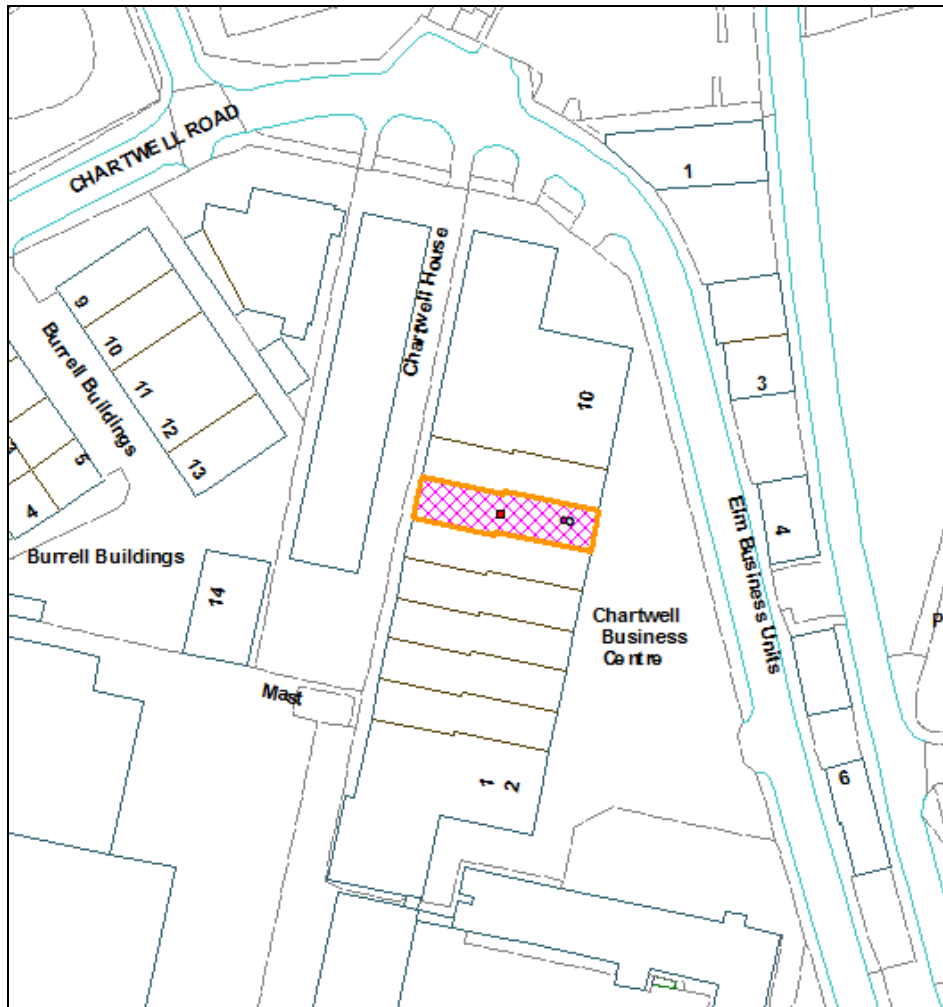 CHARTWELL ROAD
1
Chartwell House
9
10
11
12
13
Burrell Buildings
3
10
5
4
8
4
Elm Business Units
Burrell Buildings
14
Chartwell
Business
Centre
Mast
1
2
6